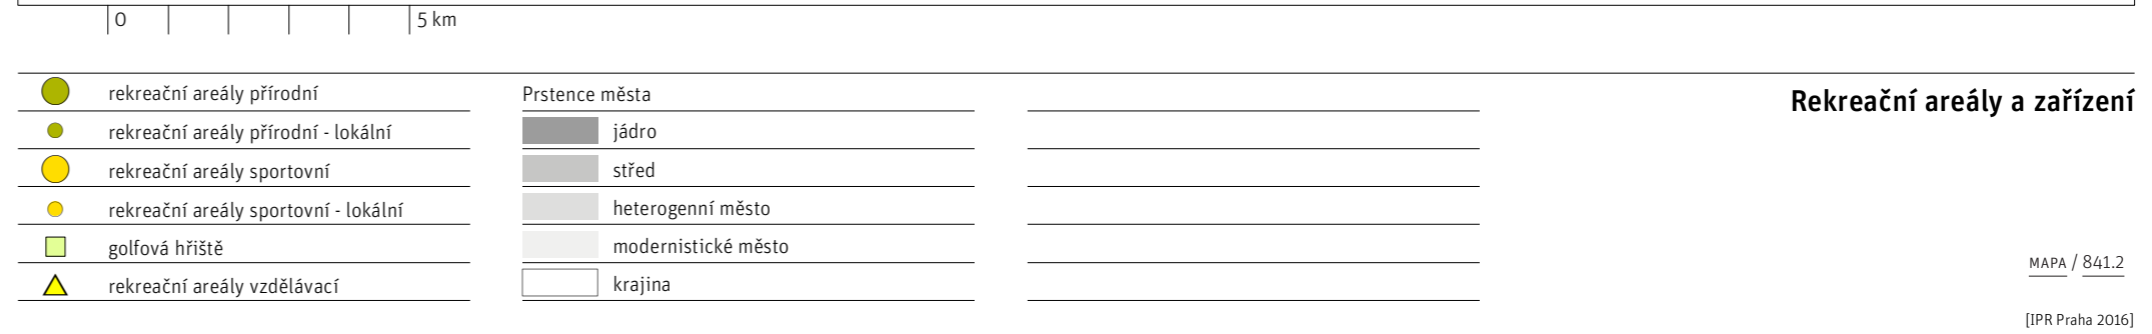 0
5 km
rekreační areály přírodní
rekreační areály přírodní - lokální
rekreační areály sportovní
rekreační areály sportovní - lokální
golfová hřiště
rekreační areály vzdělávací
Prstence města
jádro
střed
heterogenní město
modernistické město
krajina
Rekreační areály a zařízení
MAPA / 841.2
[IPR Praha 2016]